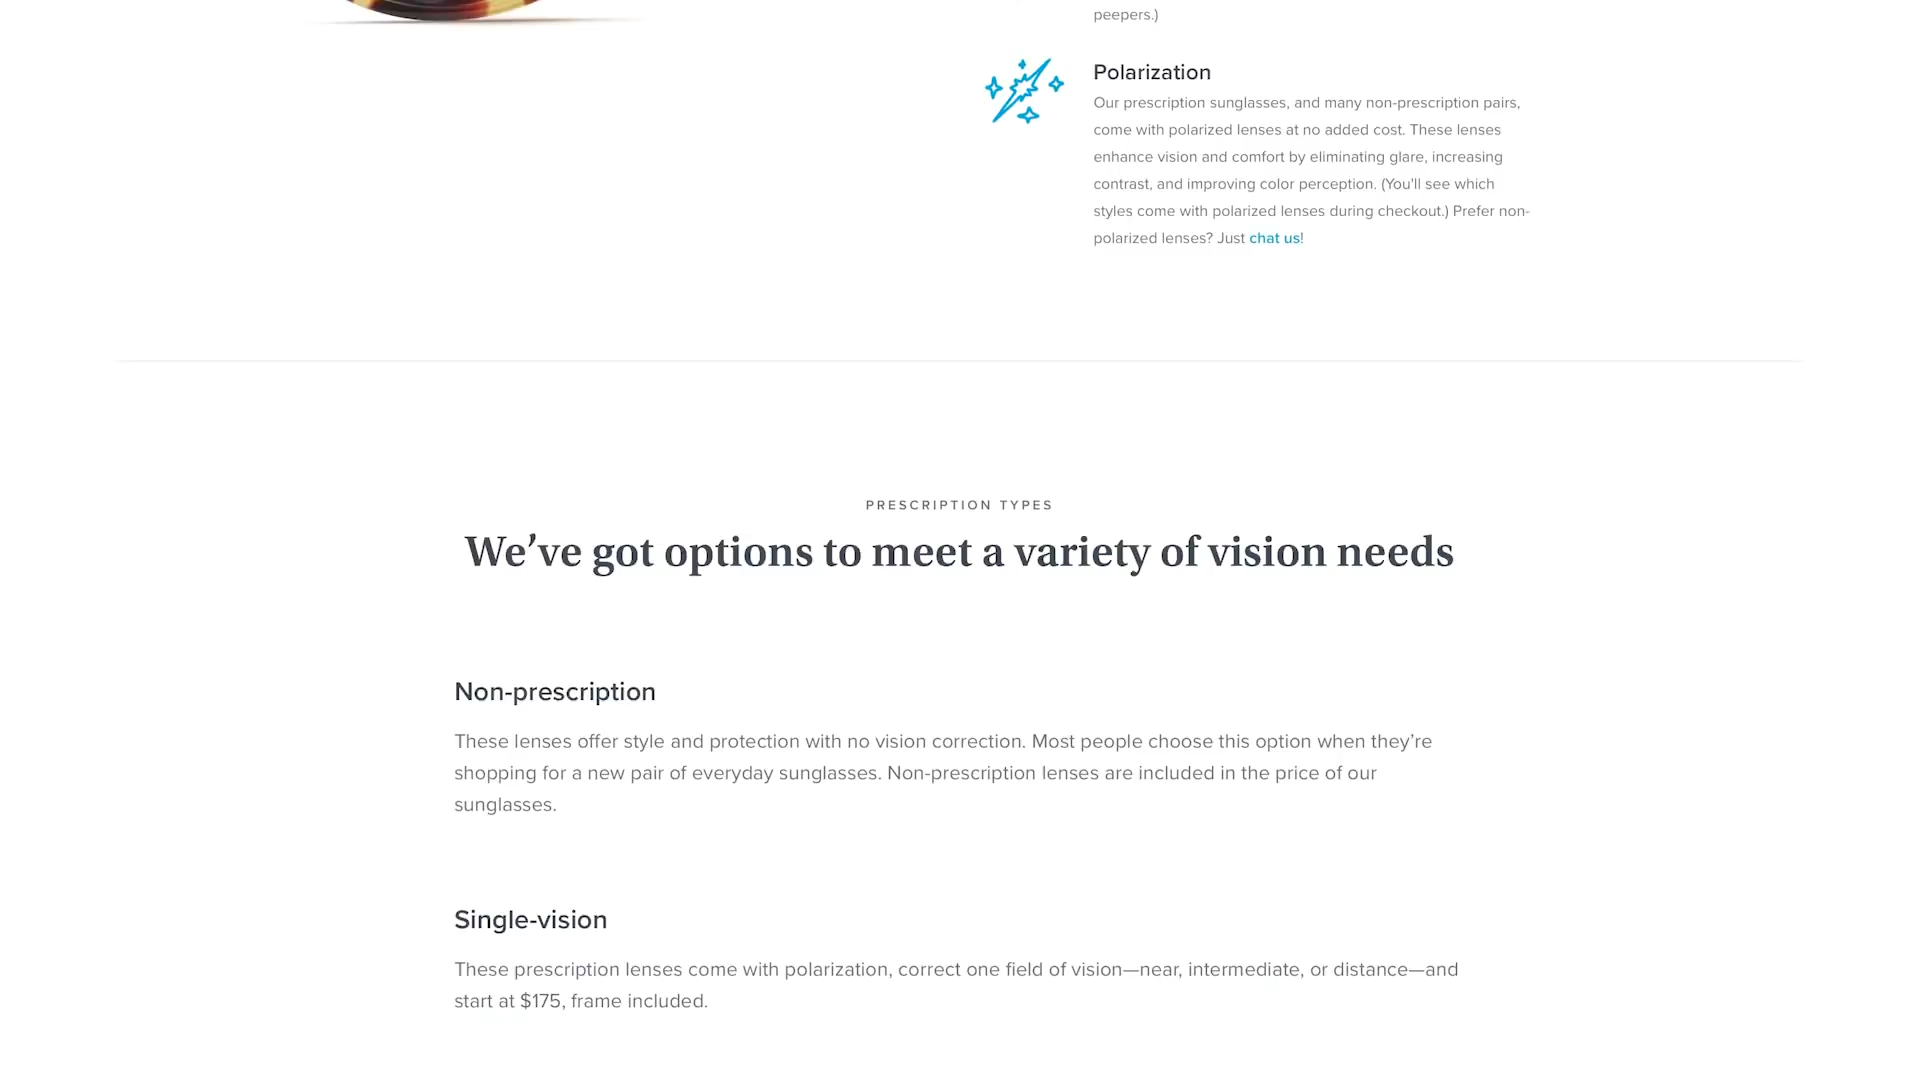 peepers.)
Polarization
Our prescription sunglasses, and many non-prescription pairs,
come with polarized lenses at no added cost. These lenses
enhance vision and comfort by eliminating glare, increasing
contrast, and improving color perception. (You'll see which
styles come with polarized lenses during checkout.) Prefer non-
polarized lenses? Just chat us!
PRESCRIPTION TYPES
We’ve got options to meet a variety of vision needs
Non-prescription
These lenses offer style and protection with no vision correction. Most people choose this option when they’re
shopping for a new pair of everyday sunglasses. Non-prescription lenses are included in the price of our
sunglasses.
Single-vision
These prescription lenses come with polarization, correct one field of vision—near, intermediate, or distance—and
start at $175, frame included.